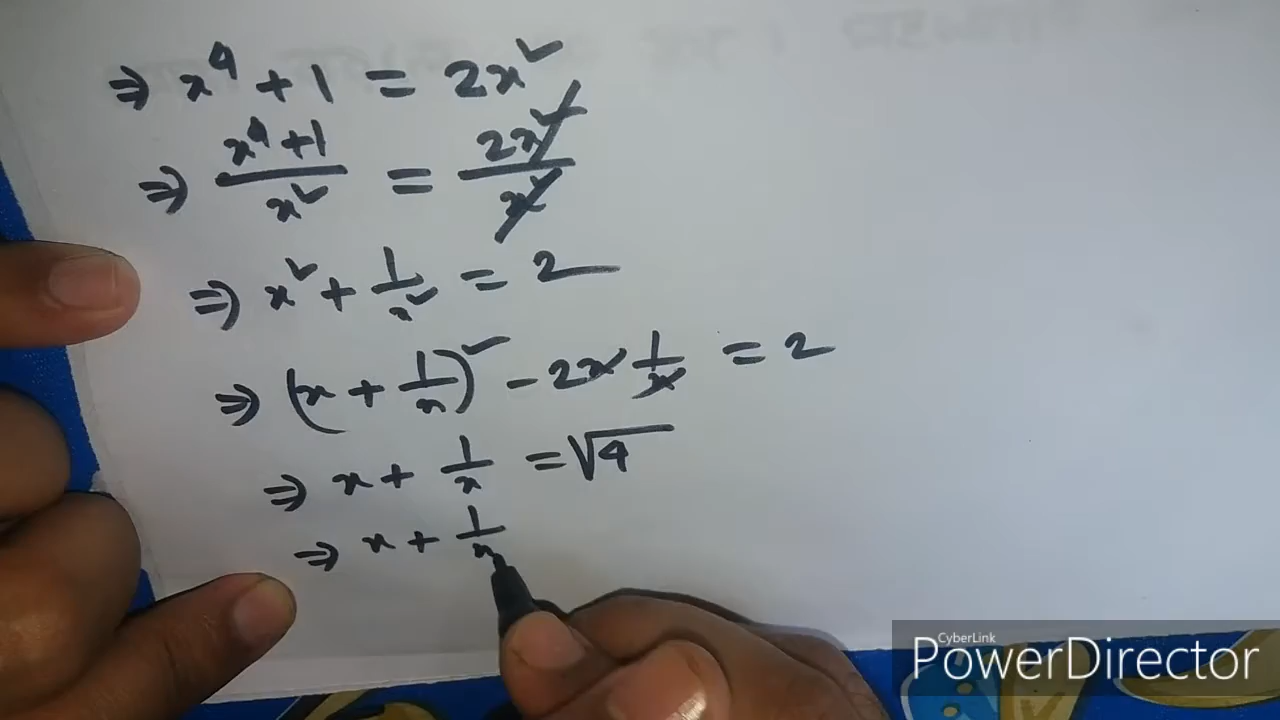 ⇒ x⁴ + 1 = 2x²
⇒ x⁴+1/x² = 2x²/x²
⇒ x² + 1/x² = 2
⇒ (x + 1/x)² - 2x 1/x = 2
⇒ x + 1/x = √4
⇒ x + 1/x
CyberLink
PowerDirector